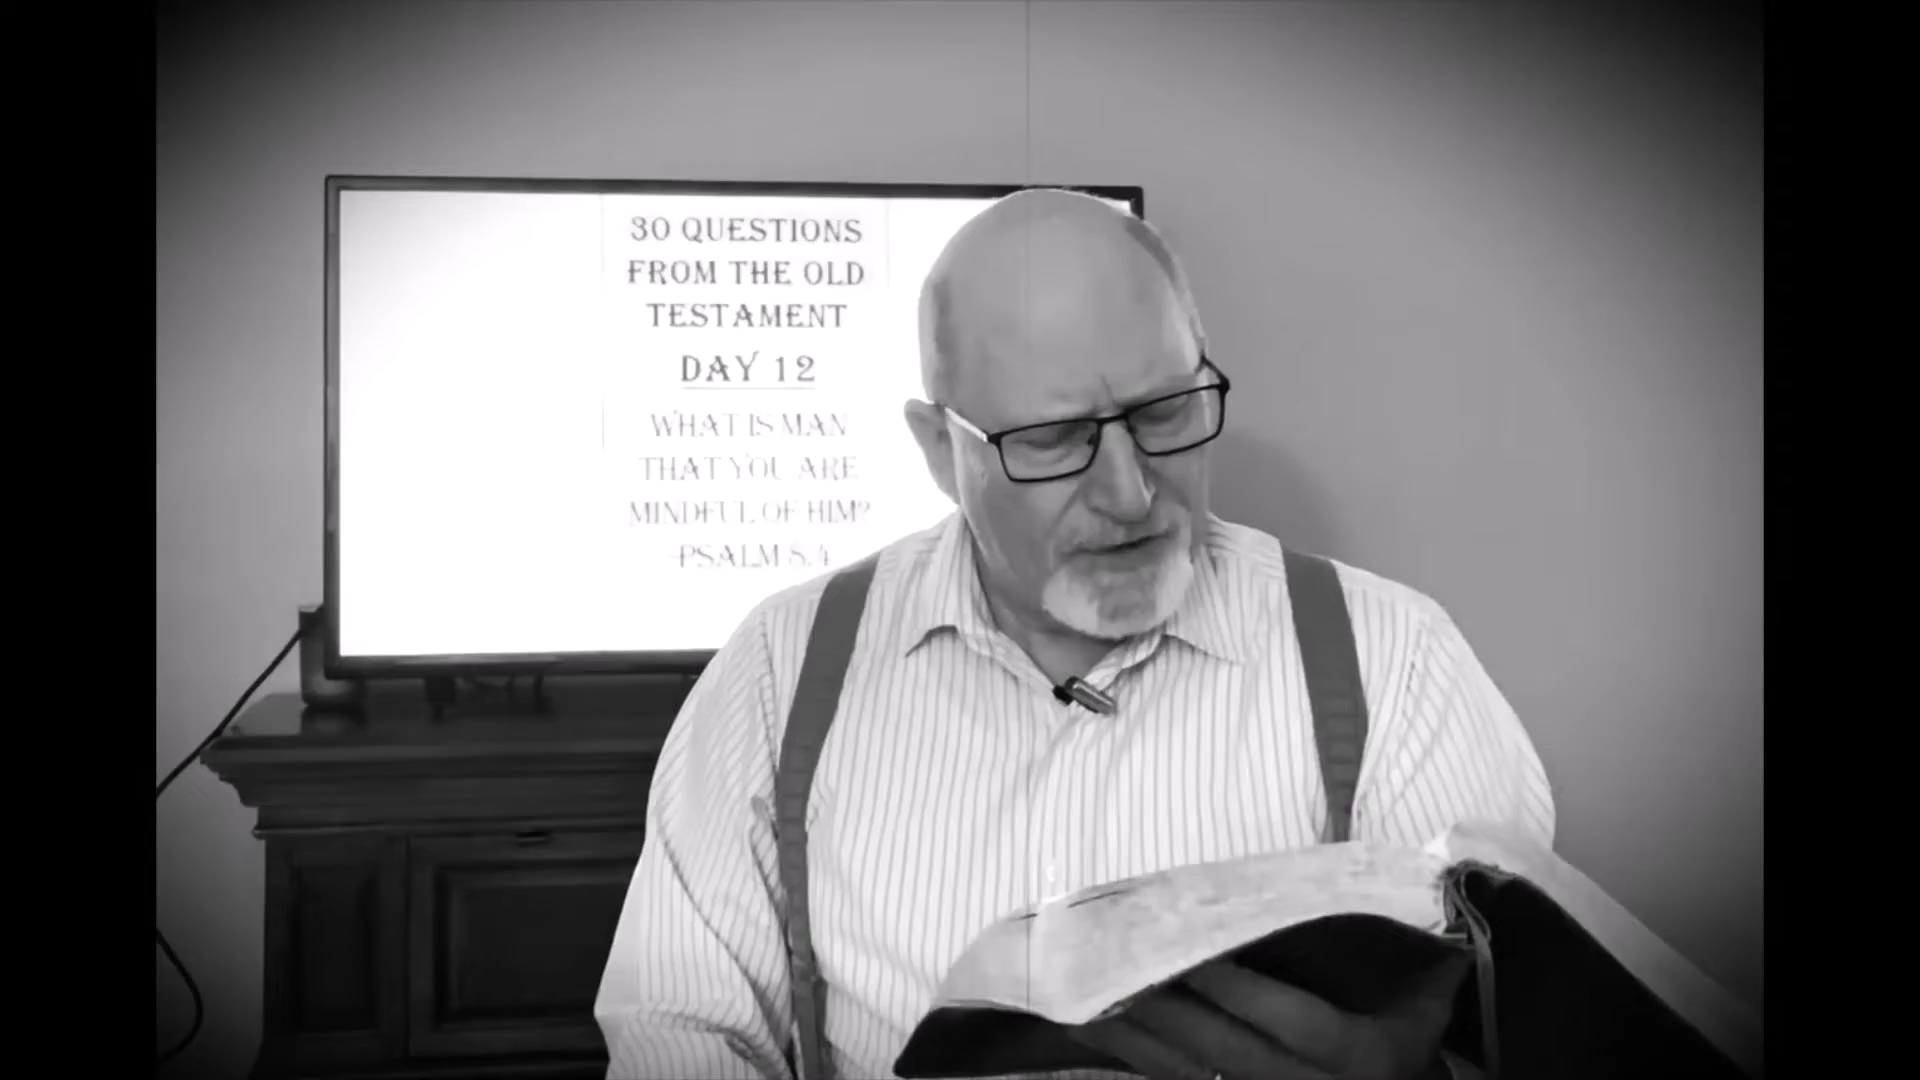 30 QUESTIONS
FROM THE OLD
TESTAMENT
DAY 12
WHAT IS MAN
THAT YOU ARE
MINDFUL OF HIM?
-PSALM 8.4